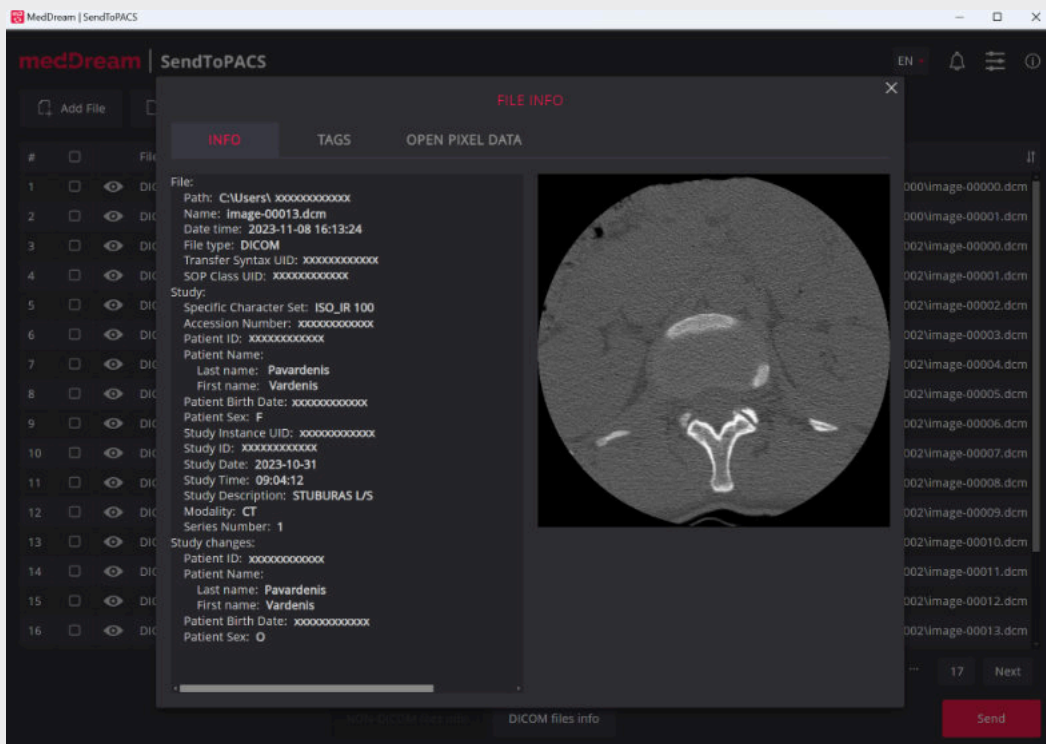 MedDream | SendToPACS
medDream | SendToPACS
EN
Add File
FILE INFO
INFO TAGS OPEN PIXEL DATA
#
File:
Path: C:\Users\ xxxxxxxxxxxx
Name: image-00013.dcm
Date time: 2023-11-08 16:13:24
File type: DICOM
Transfer Syntax UID: xxxxxxxxxxxx
SOP Class UID: xxxxxxxxxxxx
Study:
Specific Character Set: ISO_IR 100
Accession Number: xxxxxxxxxxxx
Patient ID: xxxxxxxxxxxx
Patient Name:
Last name: Pavardenis
First name: Vardenis
Patient Birth Date: xxxxxxxxxxxx
Patient Sex: F
Study Instance UID: xxxxxxxxxxxx
Study ID: xxxxxxxxxxxx
Study Date: 2023-10-31
Study Time: 09:04:12
Study Description: STUBURAS L/S
Modality: CT
Series Number: 1
Study changes:
Patient ID: xxxxxxxxxxxx
Patient Name:
Last name: Pavardenis
First name: Vardenis
Patient Birth Date: xxxxxxxxxxxx
Patient Sex: O
1 000\image-00000.dcm
2 000\image-00001.dcm
3 002\image-00000.dcm
4 002\image-00001.dcm
5 002\image-00002.dcm
6 002\image-00003.dcm
7 002\image-00004.dcm
8 002\image-00005.dcm
9 002\image-00006.dcm
10 002\image-00007.dcm
11 002\image-00008.dcm
12 002\image-00009.dcm
13 002\image-00010.dcm
14 002\image-00011.dcm
15 002\image-00012.dcm
16 002\image-00013.dcm
... 17 Next
NON-DICOM files info DICOM files info
Send